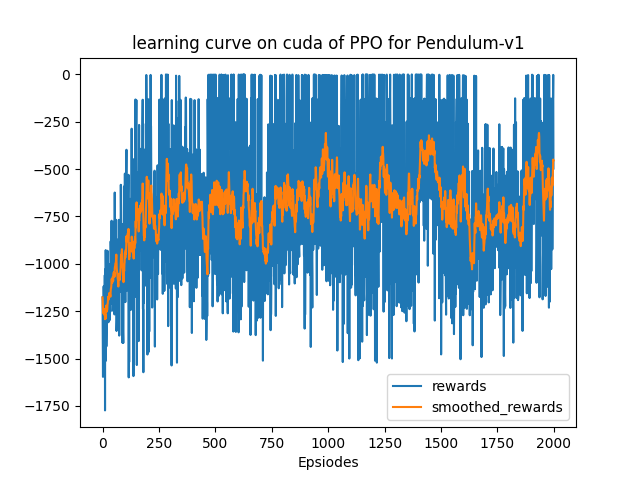 learning curve on cuda of PPO for Pendulum-v1
0
−250
−500
−750
−1000
−1250
−1500
−1750
rewards
smoothed_rewards
0 250 500 750 1000 1250 1500 1750 2000
Epsiodes